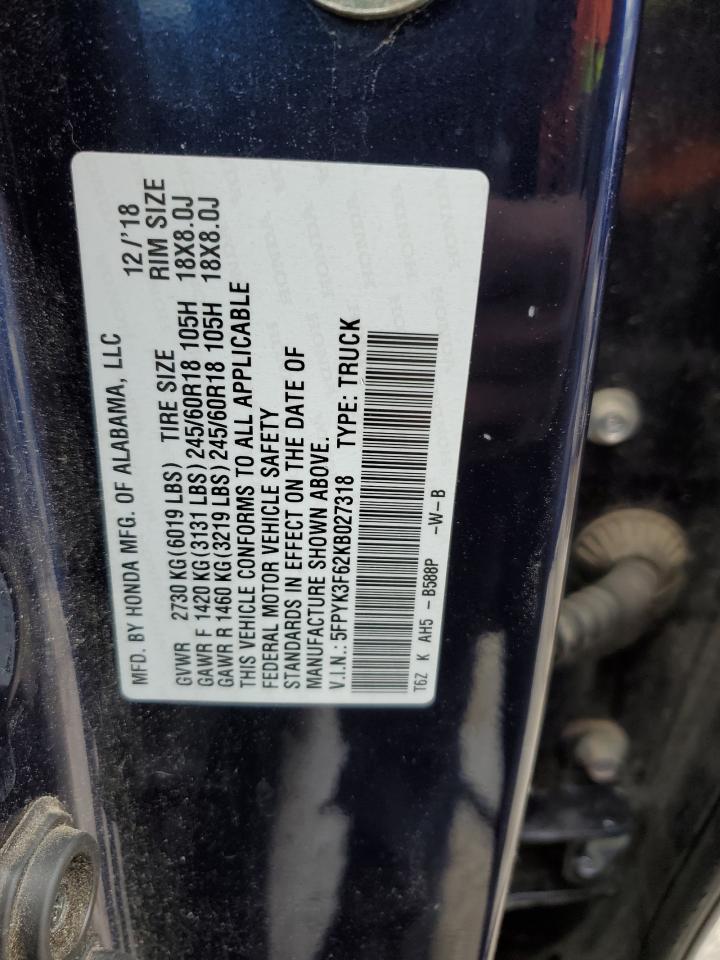 MFD. BY HONDA MFG. OF ALABAMA, LLC 12/'18
GVWR 2730 KG (6019 LBS) TIRE SIZE RIM SIZE
GAWR F 1420 KG (3131 LBS) 245/60R18 105H 18X8.0J
GAWR R 1460 KG (3219 LBS) 245/60R18 105H 18X8.0J
THIS VEHICLE CONFORMS TO ALL APPLICABLE
FEDERAL MOTOR VEHICLE SAFETY
STANDARDS IN EFFECT ON THE DATE OF
MANUFACTURE SHOWN ABOVE.
V.I.N.: 5FPYK3F62KB027318 TYPE: TRUCK
T6Z K AH5 - B588P -W-B